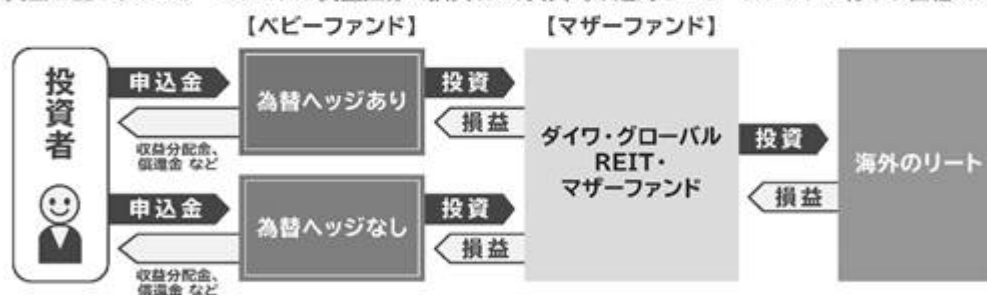 【ベビーファンド】
【マザーファンド】
投資者
申込金
収益分配金、
償還金 など
為替ヘッジあり
投資
損益
申込金
収益分配金、
償還金 など
為替ヘッジなし
投資
損益
ダイワ・グローバル
REIT・
マザーファンド
投資
損益
海外のリート